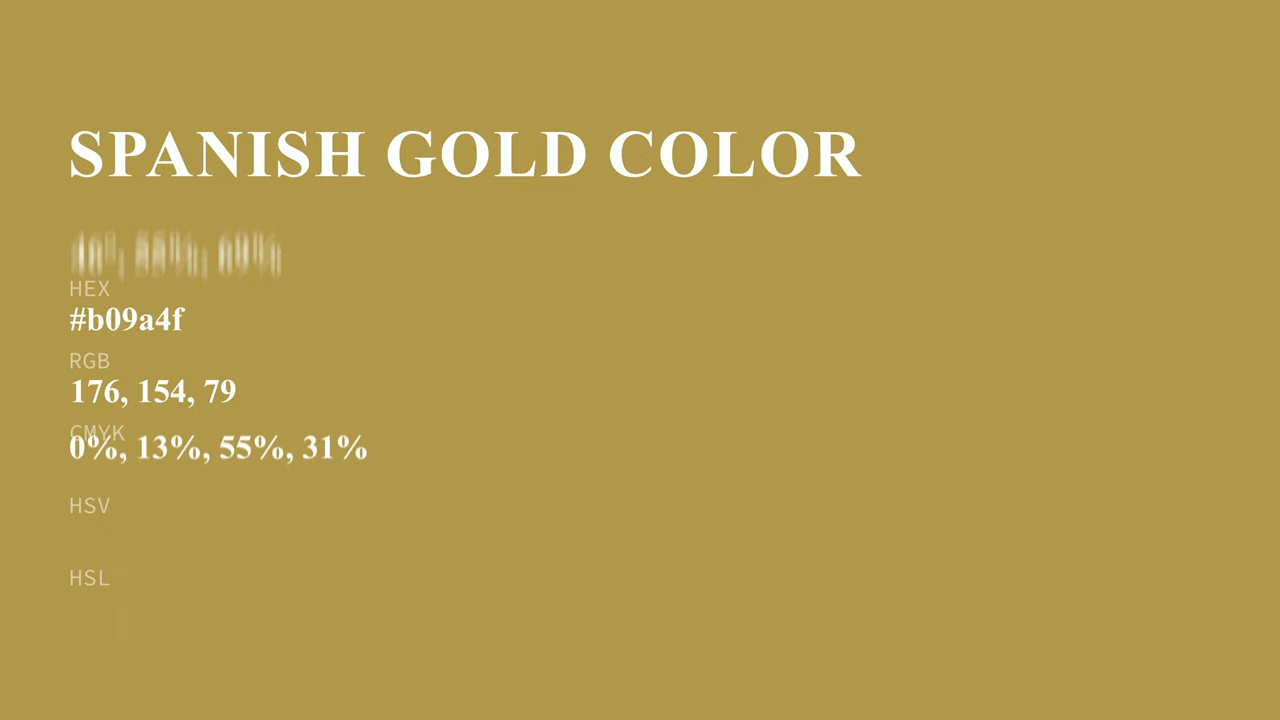 SPANISH GOLD COLOR
HEX
#b09a4f
RGB
176, 154, 79
CMYK
0%, 13%, 55%, 31%
HSV
HSL